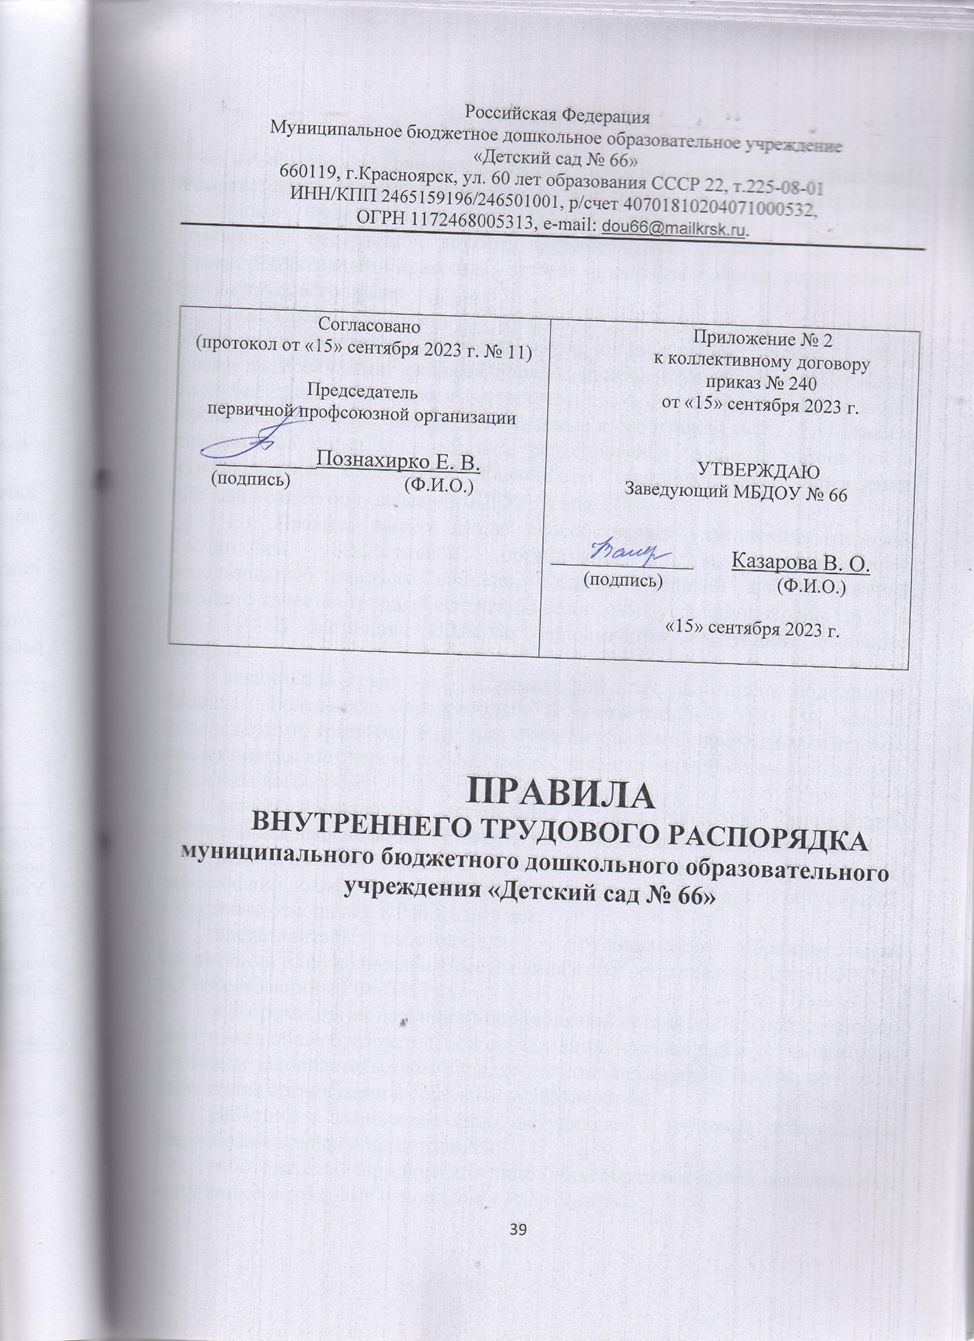 Российская Федерация
Муниципальное бюджетное дошкольное образовательное учреждение
«Детский сад № 66»
660119, г.Красноярск, ул. 60 лет образования СССР 22, т.225-08-01
ИНН/КПП 2465159196/246501001, р/счет 40701810204071000532,
ОГРН 1172468005313, e-mail: dou66@mailkrsk.ru.
Согласовано
(протокол от «15» сентября 2023 г. № 11)
Председатель
первичной профсоюзной организации
Познахирко Е. В.
(подпись) (Ф.И.О.)
Приложение № 2
к коллективному договору
приказ № 240
от «15» сентября 2023 г.
УТВЕРЖДАЮ
Заведующий МБДОУ № 66
Казарова В. О.
(подпись) (Ф.И.О.)
«15» сентября 2023 г.
ПРАВИЛА
ВНУТРЕННЕГО ТРУДОВОГО РАСПОРЯДКА
муниципального бюджетного дошкольного образовательного
учреждения «Детский сад № 66»
39